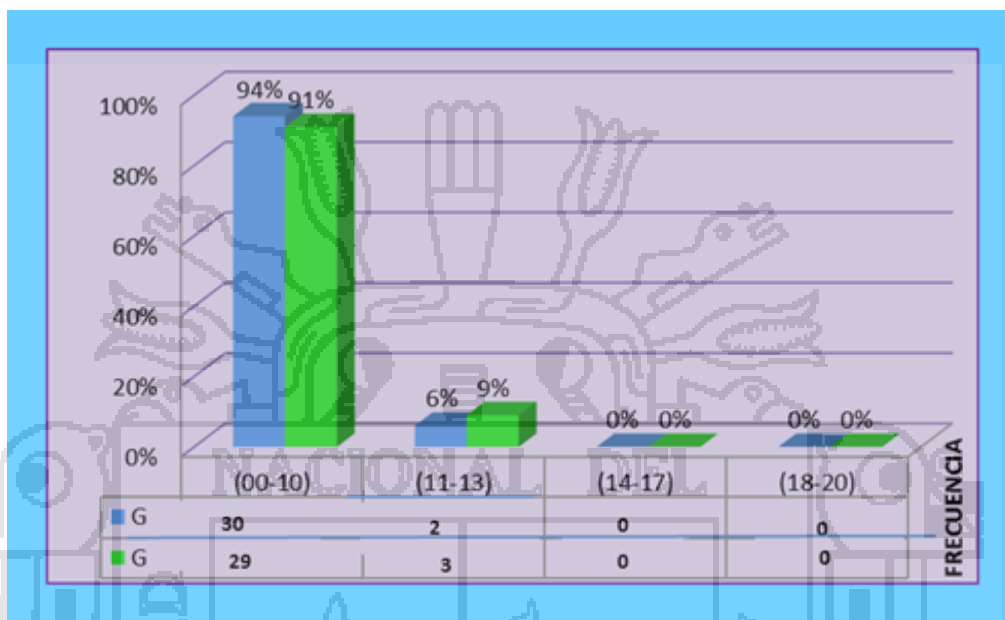 94% 91%
100%
80%
60%
40%
20%
0%
6% 9%
0% 0%
0% 0%
(00-10) (11-13) (14-17) (18-20)
G 30 2 0 0
G 29 3 0 0
FRECUENCIA
NACIONAL DEL